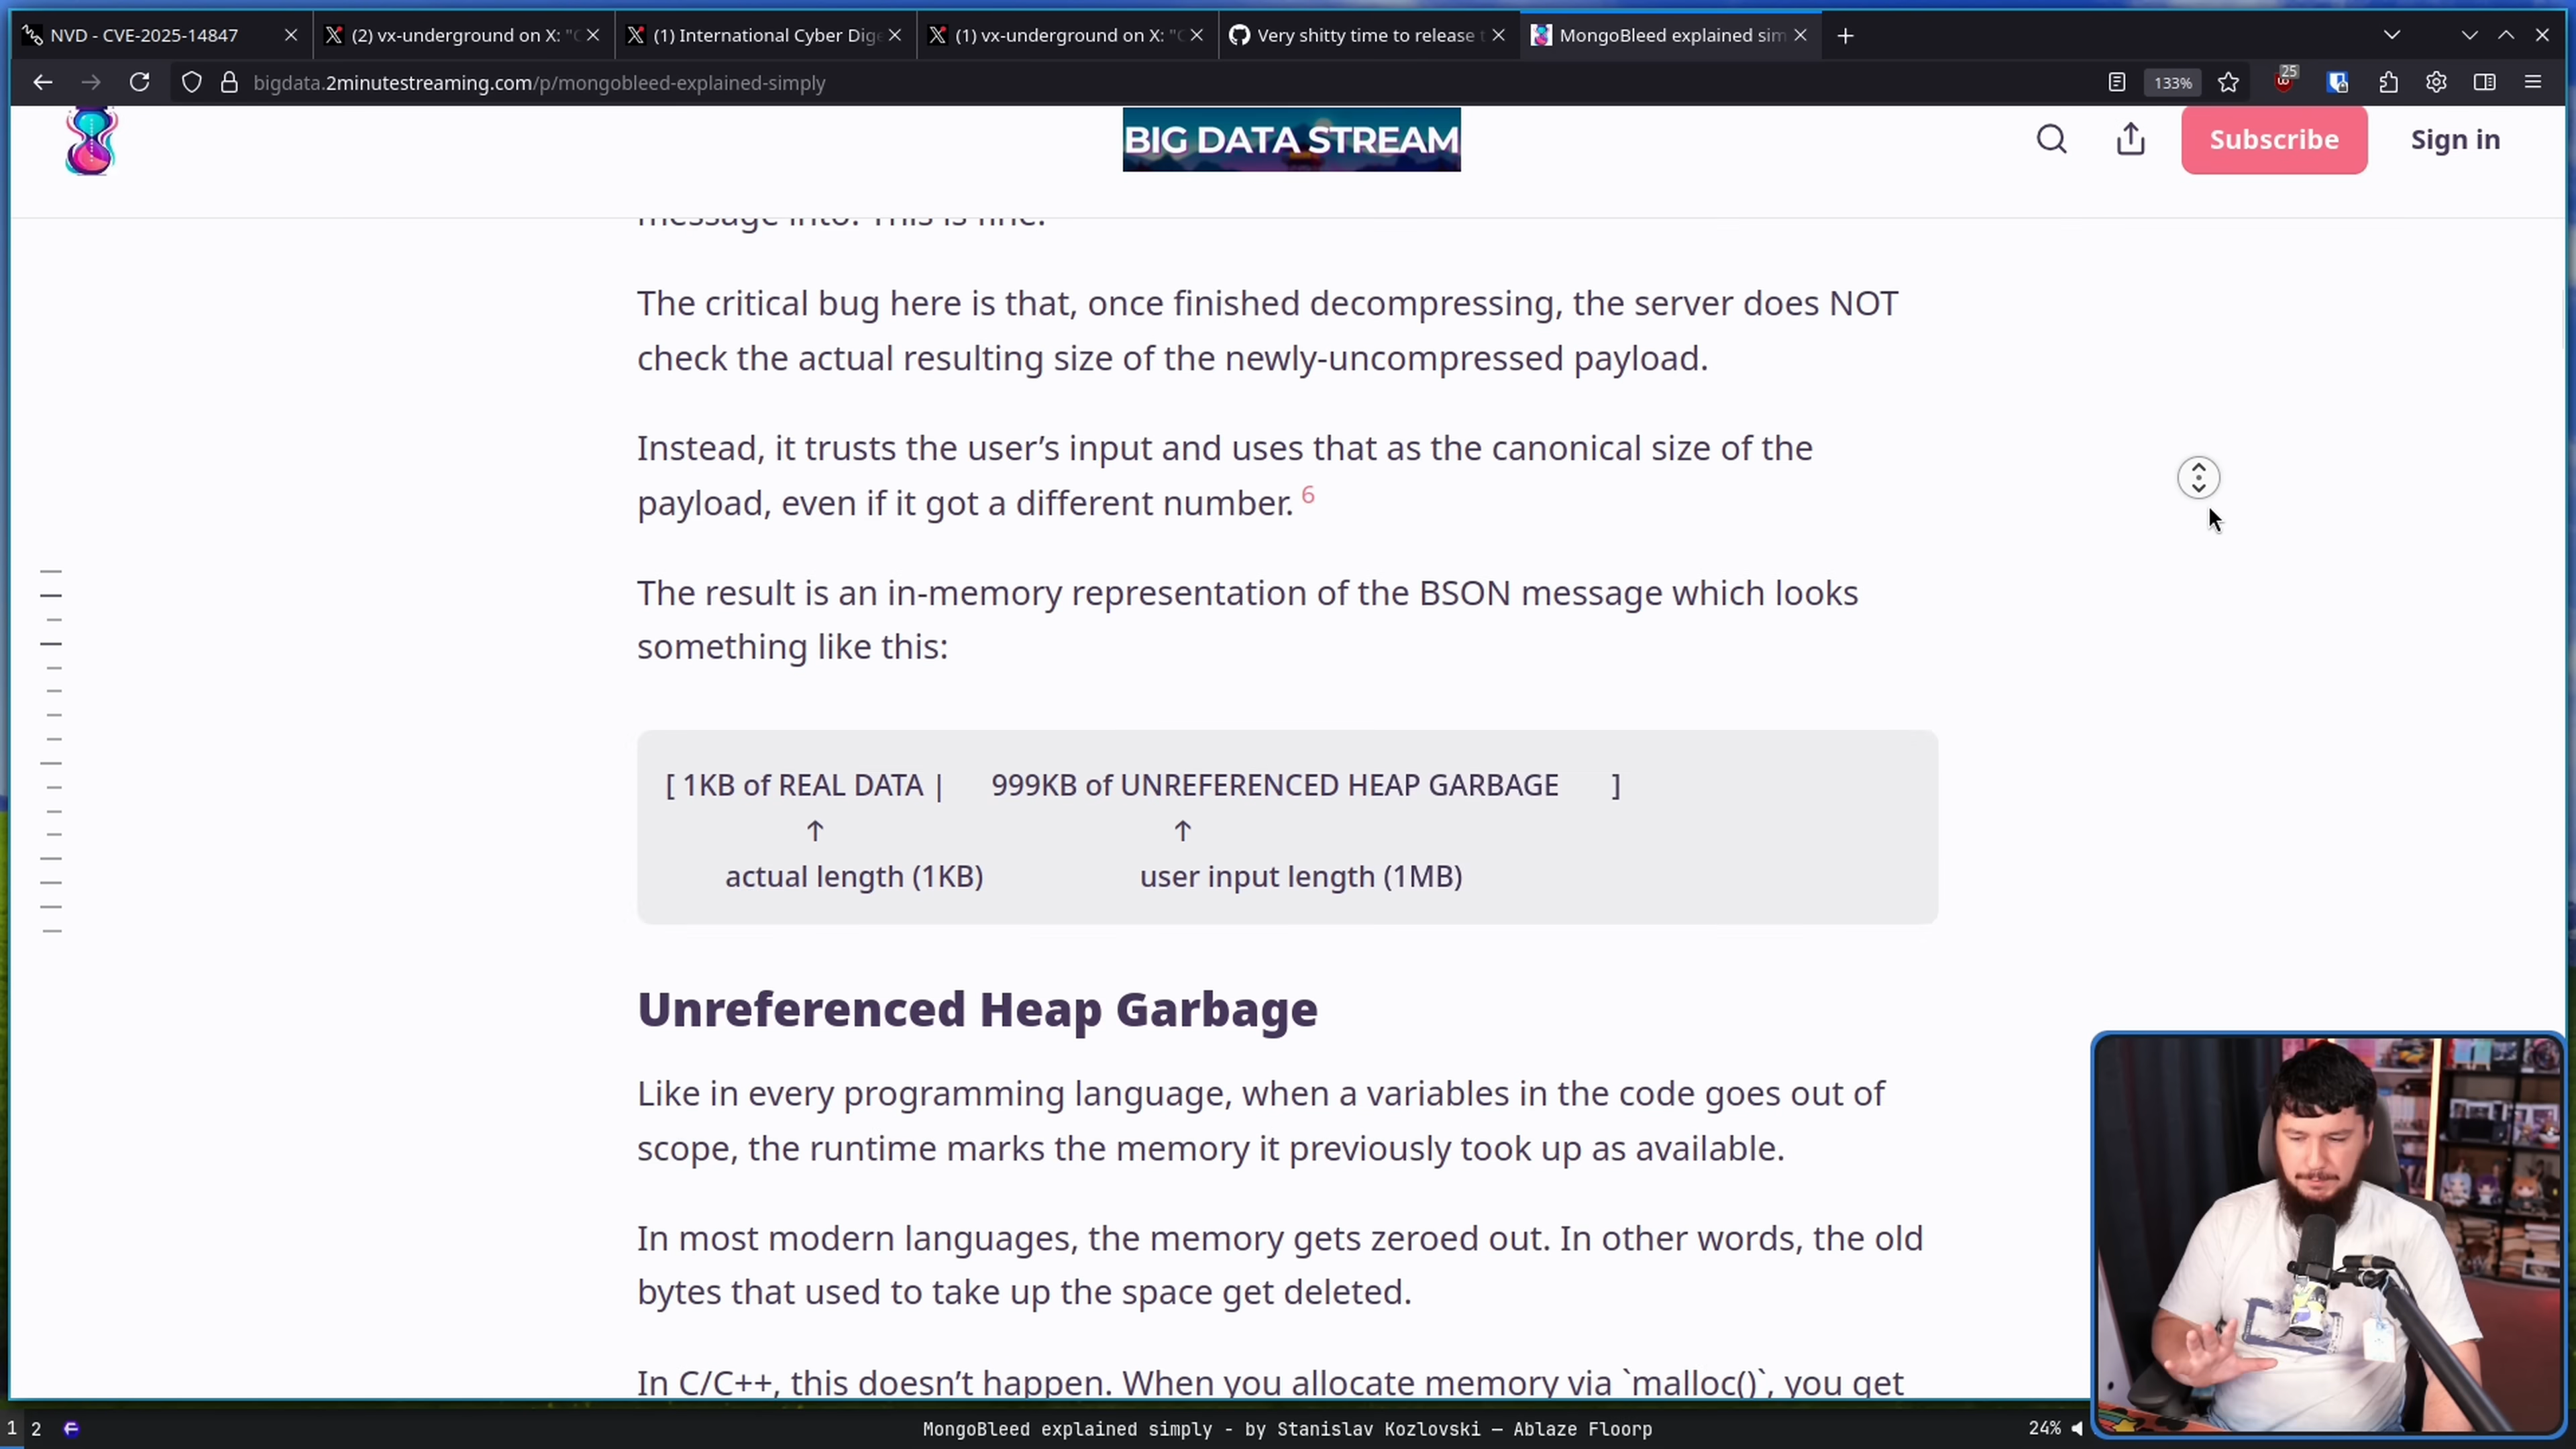 NVD - CVE-2025-14847
(2) vx-underground on X: "C
(1) International Cyber Dige
(1) vx-underground on X: "C
Very shitty time to release t
MongoBleed explained sim
bigdata.2minutestreaming.com/p/mongobleed-explained-simply
133%
25
BIG DATA STREAM
Subscribe
Sign in
message into. This is fine.
The critical bug here is that, once finished decompressing, the server does NOT
check the actual resulting size of the newly-uncompressed payload.
Instead, it trusts the user’s input and uses that as the canonical size of the
payload, even if it got a different number. 6
The result is an in-memory representation of the BSON message which looks
something like this:
[ 1KB of REAL DATA | 999KB of UNREFERENCED HEAP GARBAGE ]
↑ ↑
actual length (1KB) user input length (1MB)
Unreferenced Heap Garbage
Like in every programming language, when a variables in the code goes out of
scope, the runtime marks the memory it previously took up as available.
In most modern languages, the memory gets zeroed out. In other words, the old
bytes that used to take up the space get deleted.
In C/C++, this doesn’t happen. When you allocate memory via `malloc()`, you get
1 2
MongoBleed explained simply - by Stanislav Kozlovski — Ablaze Floorp
24%